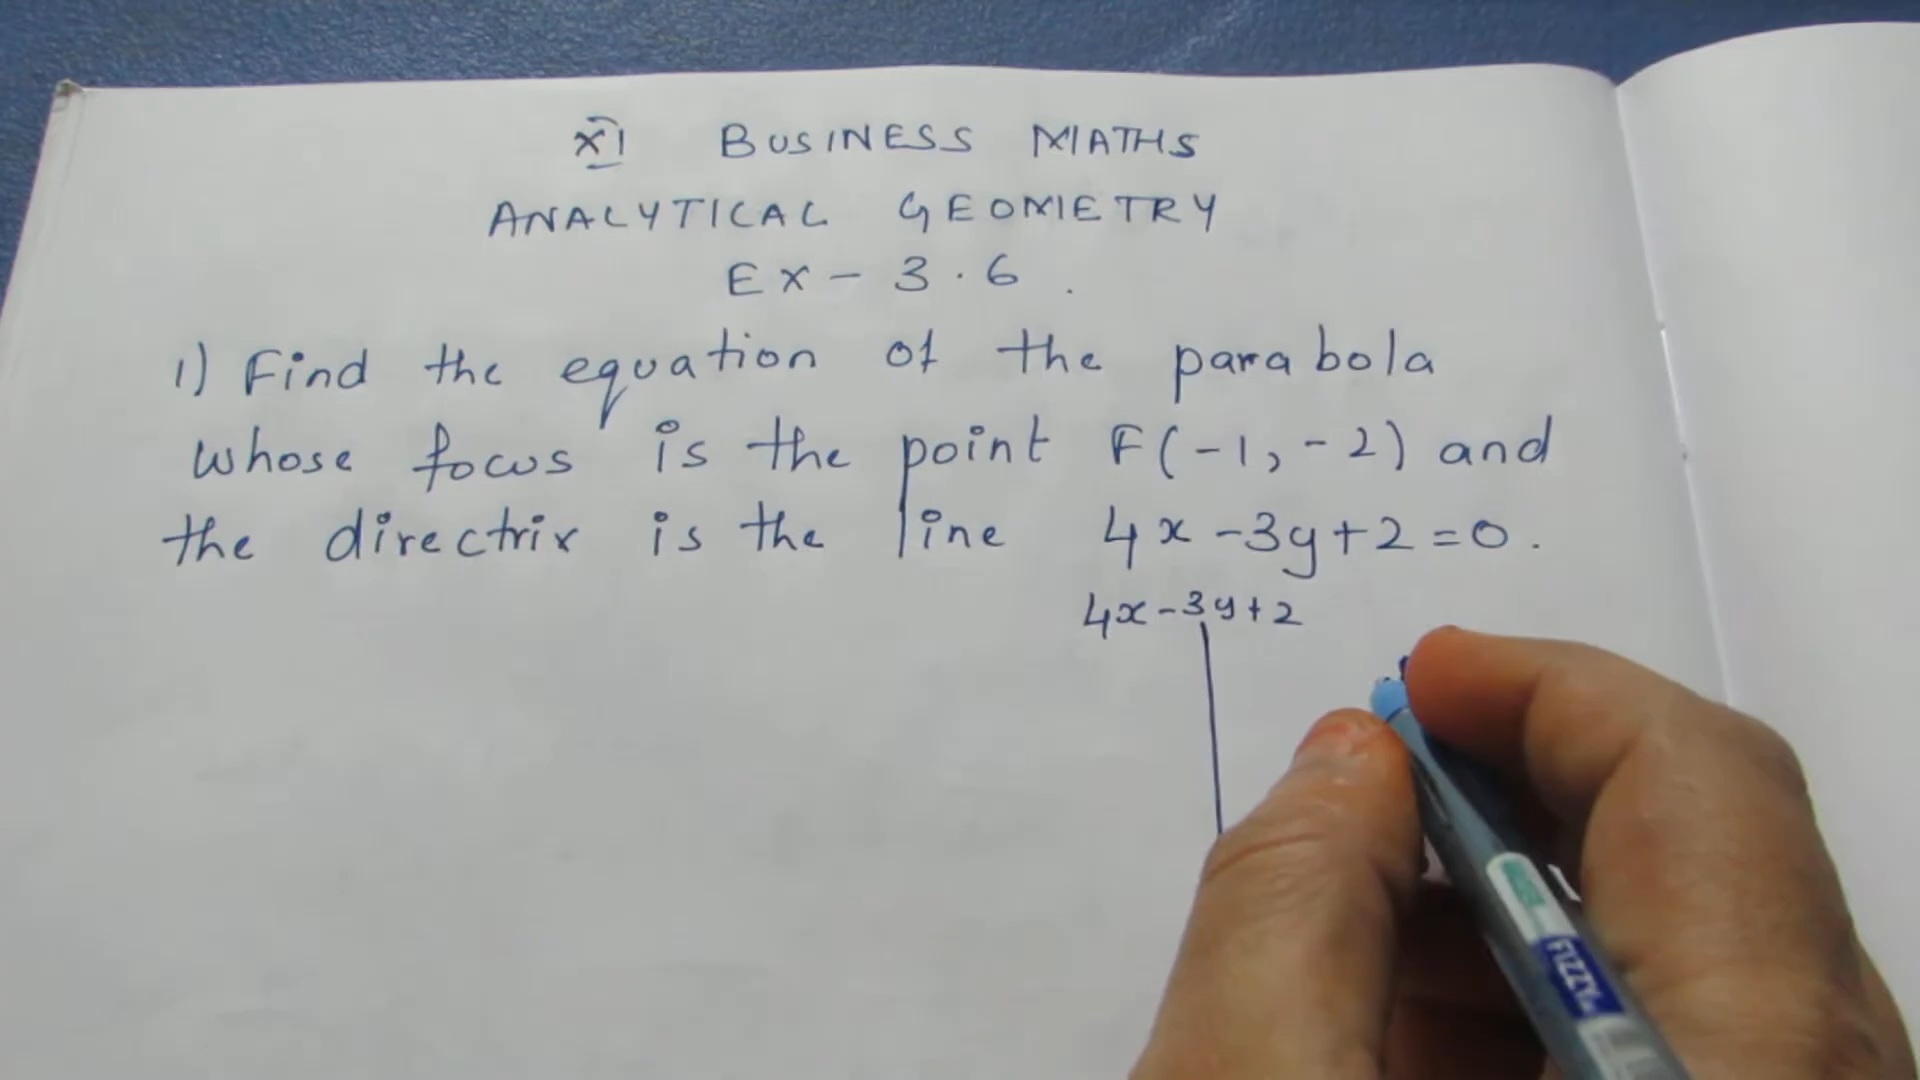 XI BUSINESS MATHS
ANALYTICAL GEOMETRY
EX - 3.6.
1) Find the equation of the parabola
whose focus is the point F(-1, -2) and
the directrix is the line 4x - 3y + 2 = 0.
4x - 3y + 2
FIZZY